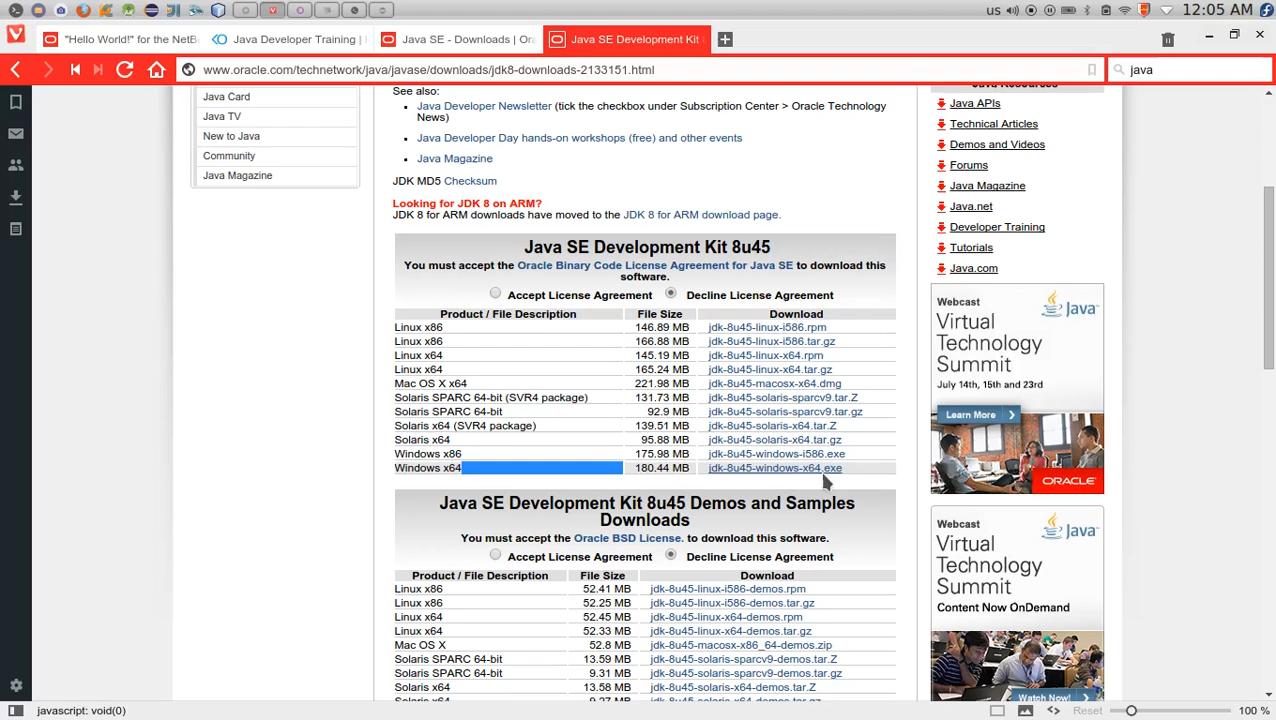 us
12:05 AM
"Hello World!" for the NetB
Java Developer Training |
Java SE - Downloads | Ora
Java SE Development Kit
www.oracle.com/technetwork/java/javase/downloads/jdk8-downloads-2133151.html
java
Java Card
Java TV
New to Java
Community
Java Magazine
See also:
• Java Developer Newsletter (tick the checkbox under Subscription Center > Oracle Technology
News)
• Java Developer Day hands-on workshops (free) and other events
• Java Magazine
JDK MD5 Checksum
Looking for JDK 8 on ARM?
JDK 8 for ARM downloads have moved to the JDK 8 for ARM download page.
Java SE Development Kit 8u45
You must accept the Oracle Binary Code License Agreement for Java SE to download this
software.
Accept License Agreement Decline License Agreement
Product / File Description File Size Download
Linux x86 146.89 MB jdk-8u45-linux-i586.rpm
Linux x86 166.88 MB jdk-8u45-linux-i586.tar.gz
Linux x64 145.19 MB jdk-8u45-linux-x64.rpm
Linux x64 165.24 MB jdk-8u45-linux-x64.tar.gz
Mac OS X x64 221.98 MB jdk-8u45-macosx-x64.dmg
Solaris SPARC 64-bit (SVR4 package) 131.73 MB jdk-8u45-solaris-sparcv9.tar.Z
Solaris SPARC 64-bit 92.9 MB jdk-8u45-solaris-sparcv9.tar.gz
Solaris x64 (SVR4 package) 139.51 MB jdk-8u45-solaris-x64.tar.Z
Solaris x64 95.88 MB jdk-8u45-solaris-x64.tar.gz
Windows x86 175.98 MB jdk-8u45-windows-i586.exe
Windows x64 180.44 MB jdk-8u45-windows-x64.exe
Java SE Development Kit 8u45 Demos and Samples
Downloads
You must accept the Oracle BSD License. to download this software.
Accept License Agreement Decline License Agreement
Product / File Description File Size Download
Linux x86 52.41 MB jdk-8u45-linux-i586-demos.rpm
Linux x86 52.25 MB jdk-8u45-linux-i586-demos.tar.gz
Linux x64 52.45 MB jdk-8u45-linux-x64-demos.rpm
Linux x64 52.33 MB jdk-8u45-linux-x64-demos.tar.gz
Mac OS X 52.8 MB jdk-8u45-macosx-x86_64-demos.zip
Solaris SPARC 64-bit 13.59 MB jdk-8u45-solaris-sparcv9-demos.tar.Z
Solaris SPARC 64-bit 9.31 MB jdk-8u45-solaris-sparcv9-demos.tar.gz
Solaris x64 13.58 MB jdk-8u45-solaris-x64-demos.tar.Z
Java Resources
Java APIs
Technical Articles
Demos and Videos
Forums
Java Magazine
Java.net
Developer Training
Tutorials
Java.com
Webcast
Java
Virtual
Technology
Summit
July 14th, 15th and 23rd
Learn More
ORACLE
Webcast
Java
Virtual
Technology
Summit
Content Now OnDemand
Watch Now!
javascript: void(0)
Reset
100 %